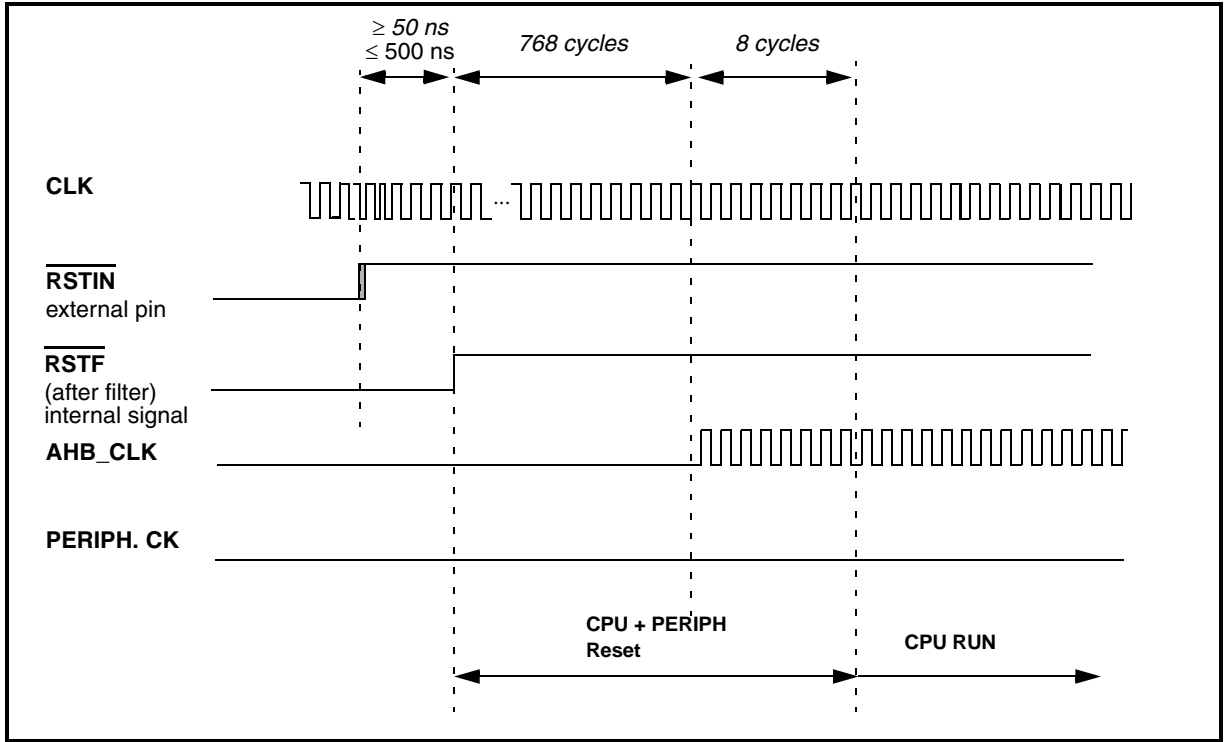 ≥ 50 ns
≤ 500 ns
768 cycles
8 cycles
CLK
...
RSTIN
external pin
RSTF
(after filter)
internal signal
AHB_CLK
PERIPH. CK
CPU + PERIPH
Reset
CPU RUN